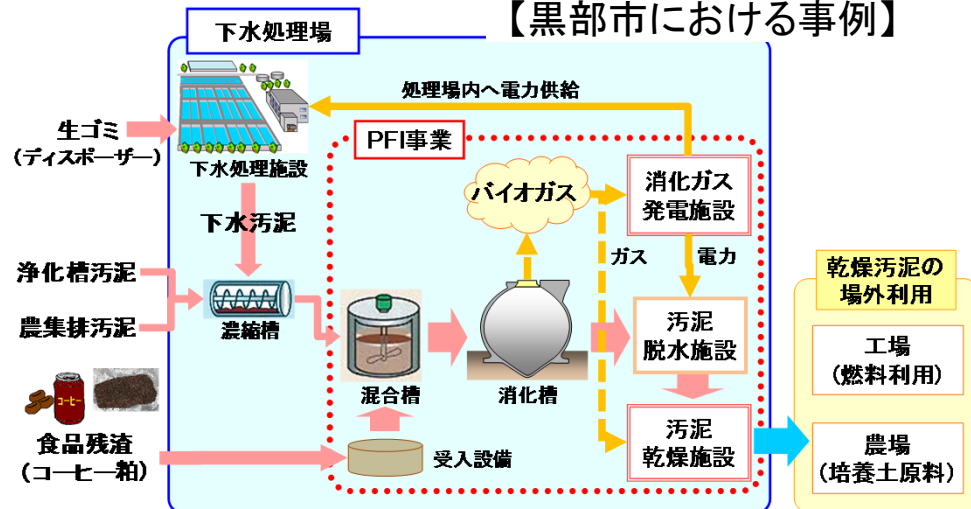 【黒部市における事例】
下水処理場
処理場内へ電力供給
生ゴミ
(ディスポーザー)
下水処理施設
PFI事業
バイオガス
消化ガス
発電施設
下水汚泥
ガス
電力
浄化槽汚泥
農集排汚泥
濃縮槽
混合槽
消化槽
汚泥
脱水施設
乾燥汚泥の
場外利用
工場
(燃料利用)
コーヒー
食品残渣
(コーヒー粕)
受入設備
汚泥
乾燥施設
農場
(培養土原料)